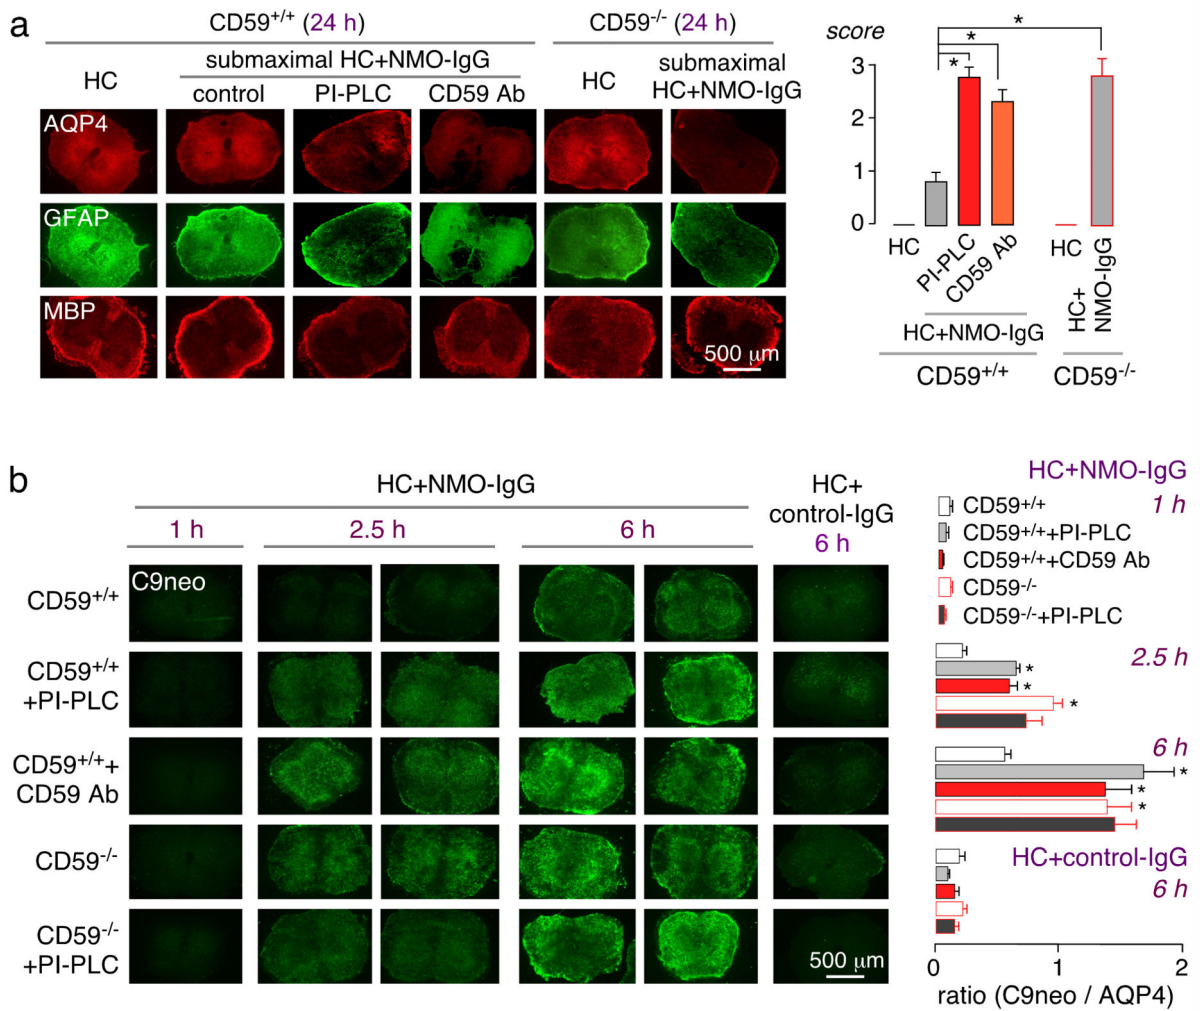 a
CD59+/+ (24 h)
CD59-/- (24 h)
submaximal HC+NMO-IgG
HC
control
PI-PLC
CD59 Ab
HC
submaximal
HC+NMO-IgG
AQP4
GFAP
MBP
500 µm
score
3
2
1
0
*
*
*
HC
PI-PLC
CD59 Ab
HC
HC+
NMO-IgG
HC+NMO-IgG
CD59+/+
CD59-/-
b
HC+NMO-IgG
HC+
control-IgG
1 h
2.5 h
6 h
6 h
C9neo
CD59+/+
CD59+/+
+PI-PLC
CD59+/++
CD59 Ab
CD59-/-
CD59-/-
+PI-PLC
500 µm
HC+NMO-IgG
1 h
CD59+/+
CD59+/++PI-PLC
CD59+/++CD59 Ab
CD59-/-
CD59-/-+PI-PLC
2.5 h
*
*
*
6 h
*
*
*
HC+control-IgG
6 h
0 1 2
ratio (C9neo / AQP4)